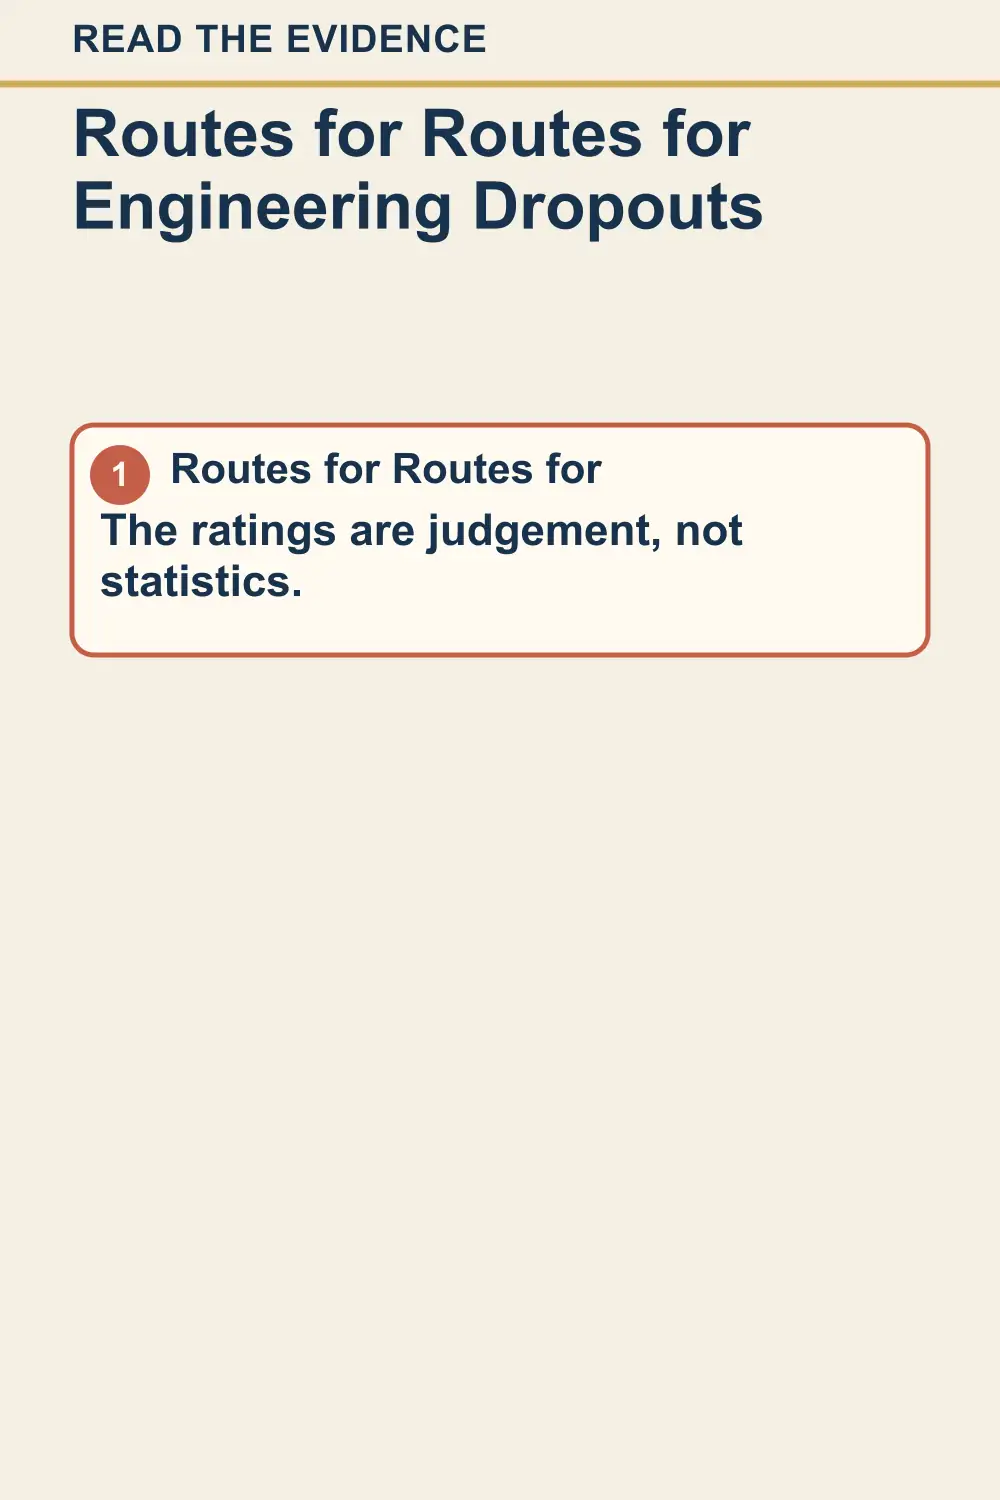 READ THE EVIDENCE
Routes for Routes for
Engineering Dropouts
1 Routes for Routes for
The ratings are judgement, not
statistics.